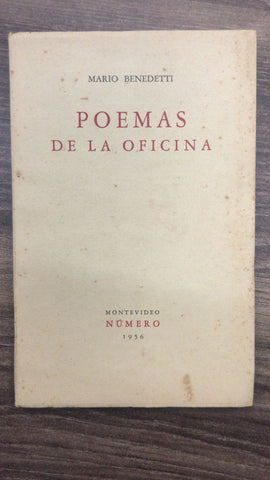 MARIO BENEDETTI
POEMAS
DE LA OFICINA
MONTEVIDEO
NÚMERO
1956